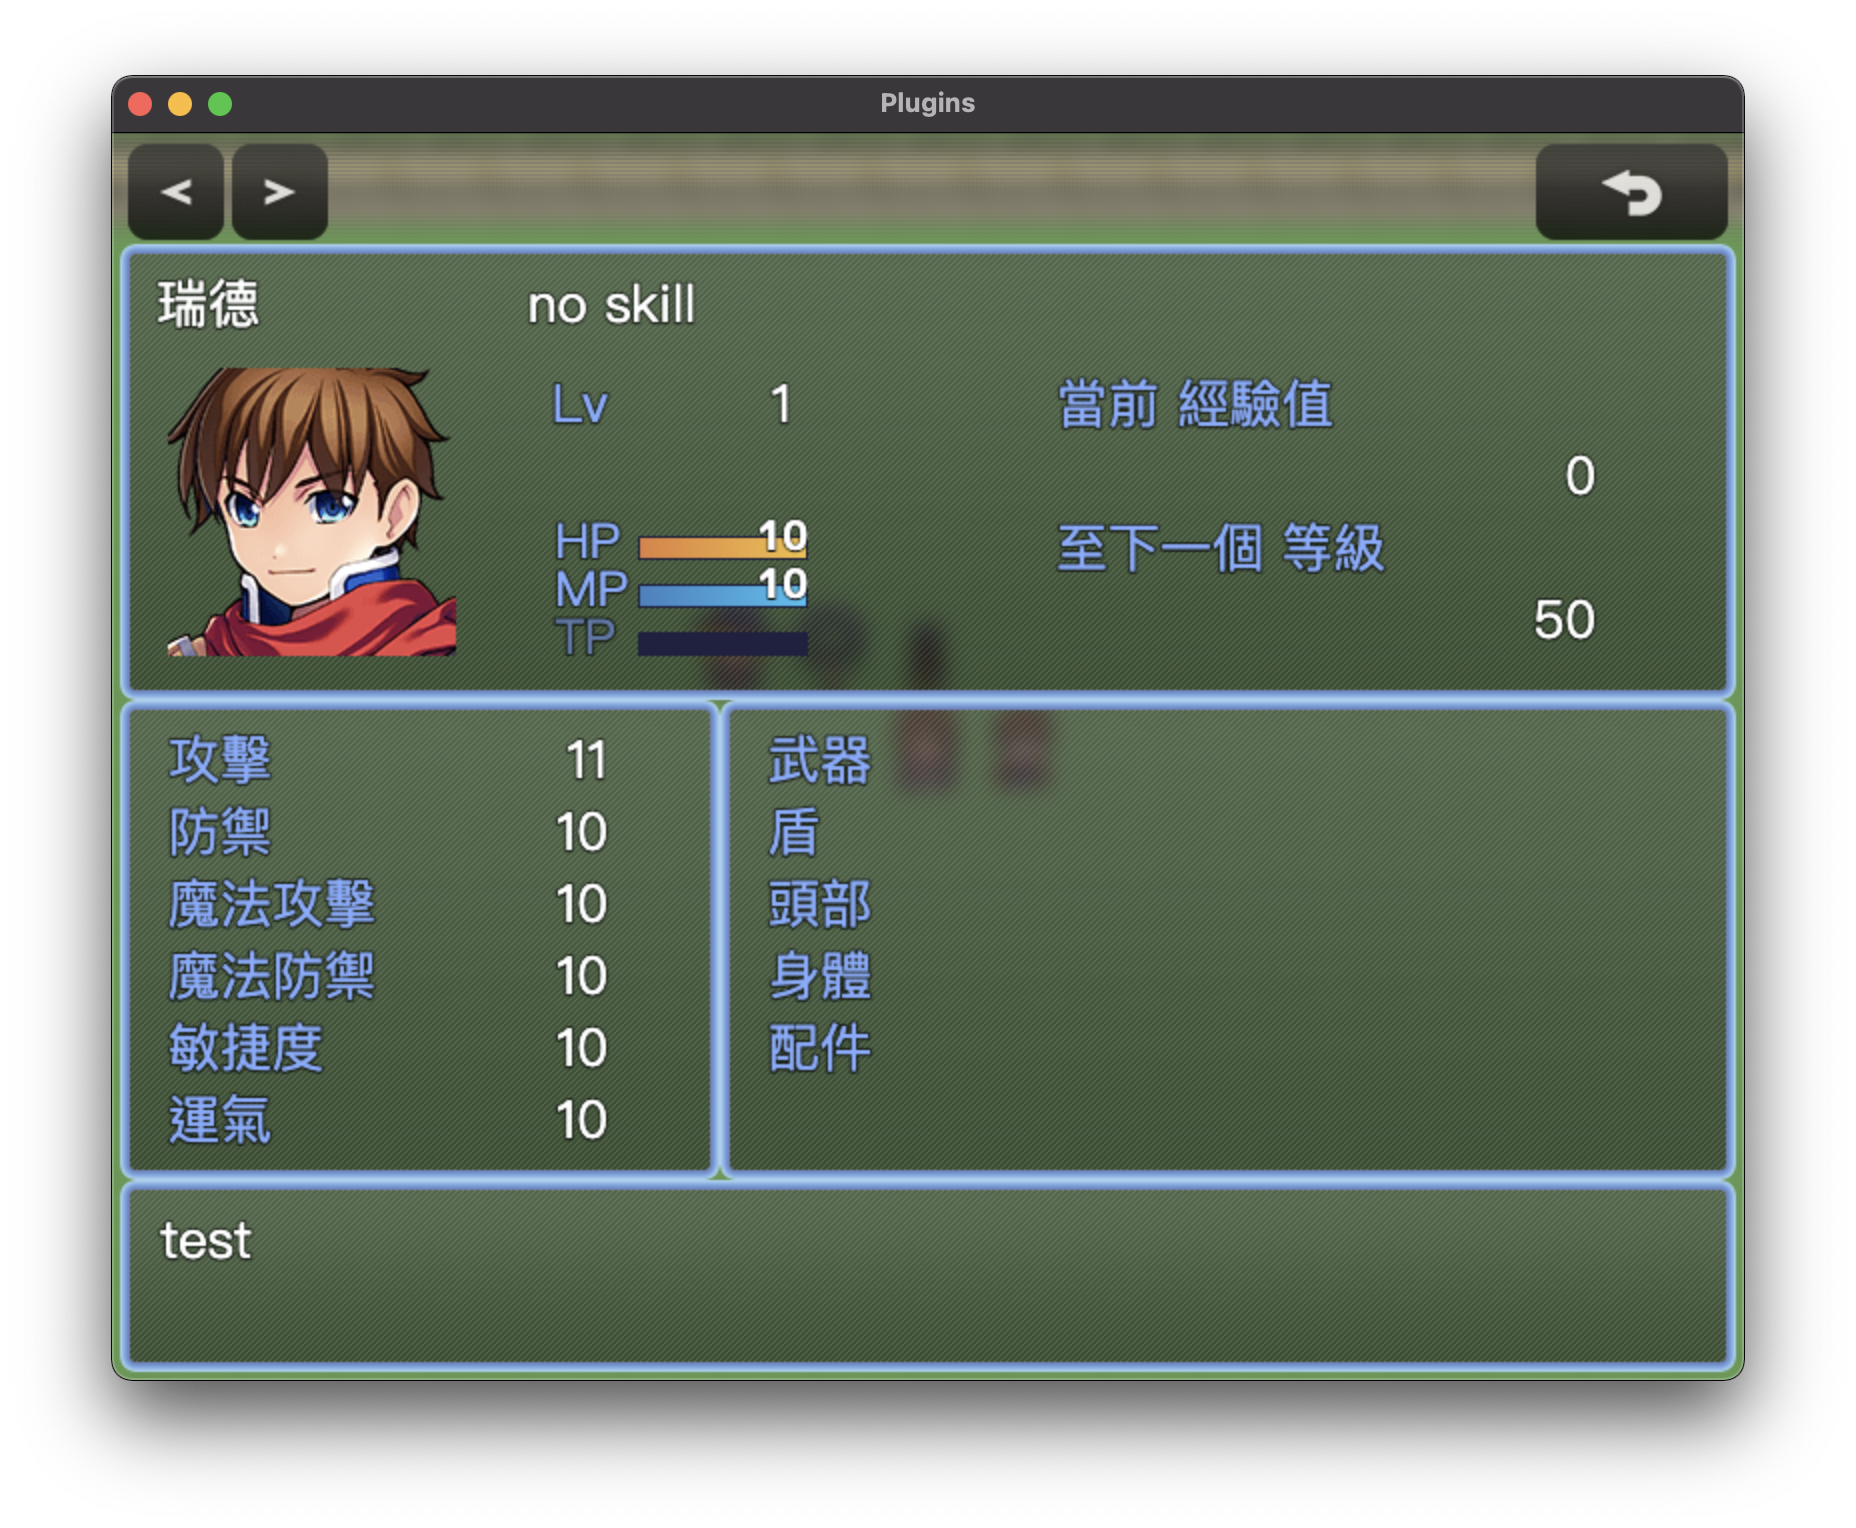 Plugins
< >
瑞德 no skill
Lv 1 當前 經驗值
0
HP 10 至下一個 等級
MP 10
TP 50
攻擊 11 武器
防禦 10 盾
魔法攻擊 10 頭部
魔法防禦 10 身體
敏捷度 10 配件
運氣 10
test